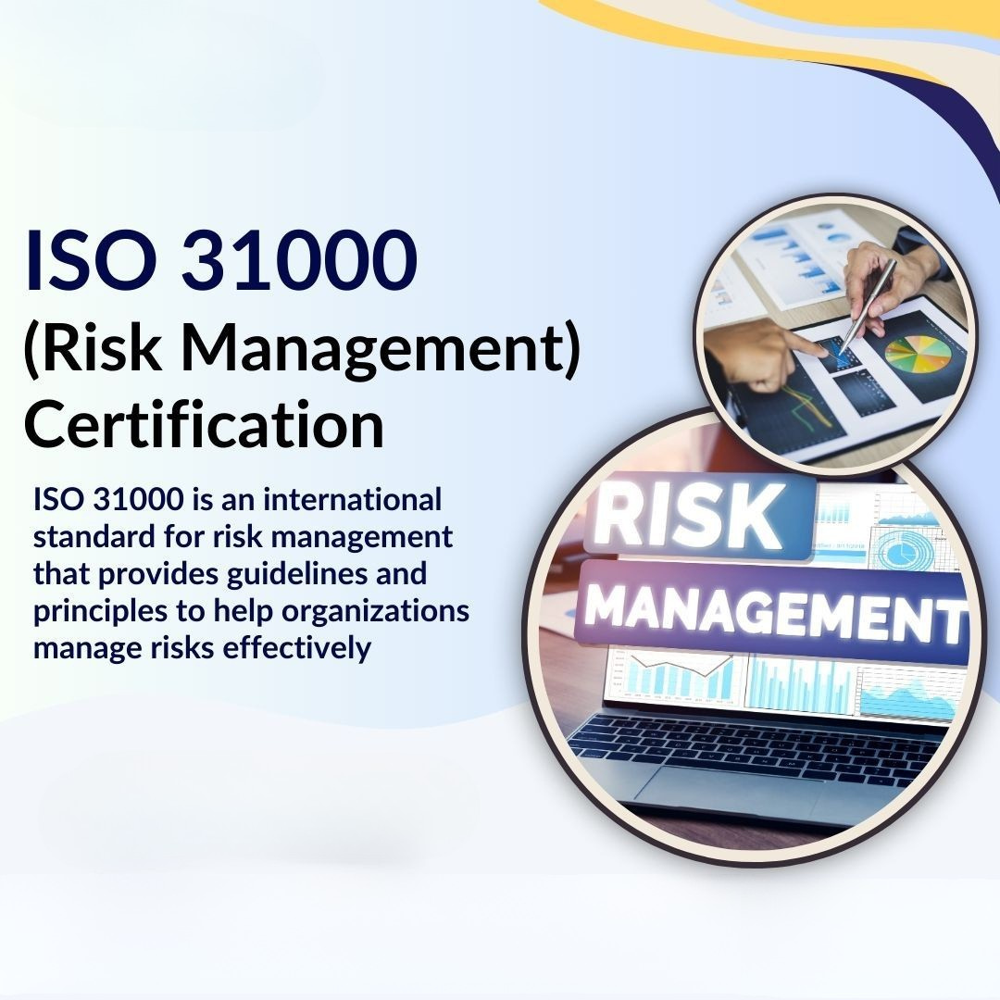 ISO 31000
(Risk Management)
Certification
ISO 31000 is an international
standard for risk management
that provides guidelines and
principles to help organizations
manage risks effectively
RISK
MANAGEMENT